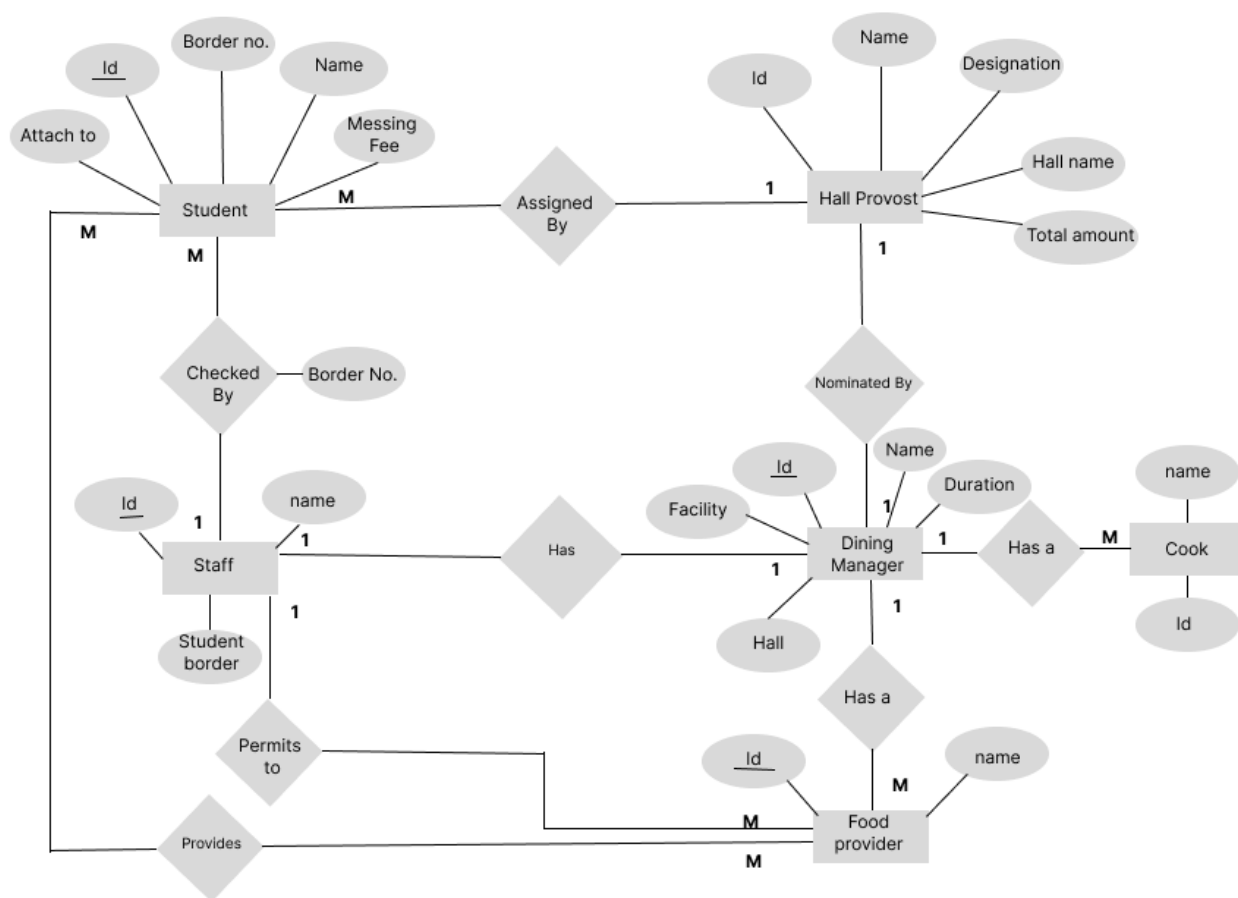 Border no.
Name
Id
Name
Id
Designation
Attach to
Messing
Fee
Hall name
Student
M
Assigned
By
1
Hall Provost
Total amount
M
M
1
Checked
By
Border No.
Nominated By
Id
Name
Duration
name
Id
name
Facility
1
1
1
Staff
Has
Dining
Manager
1
1
Has a
M
Cook
1
1
Student
border
Hall
Id
Has a
Permits
to
Id
name
M
Provides
M
M
Food
provider